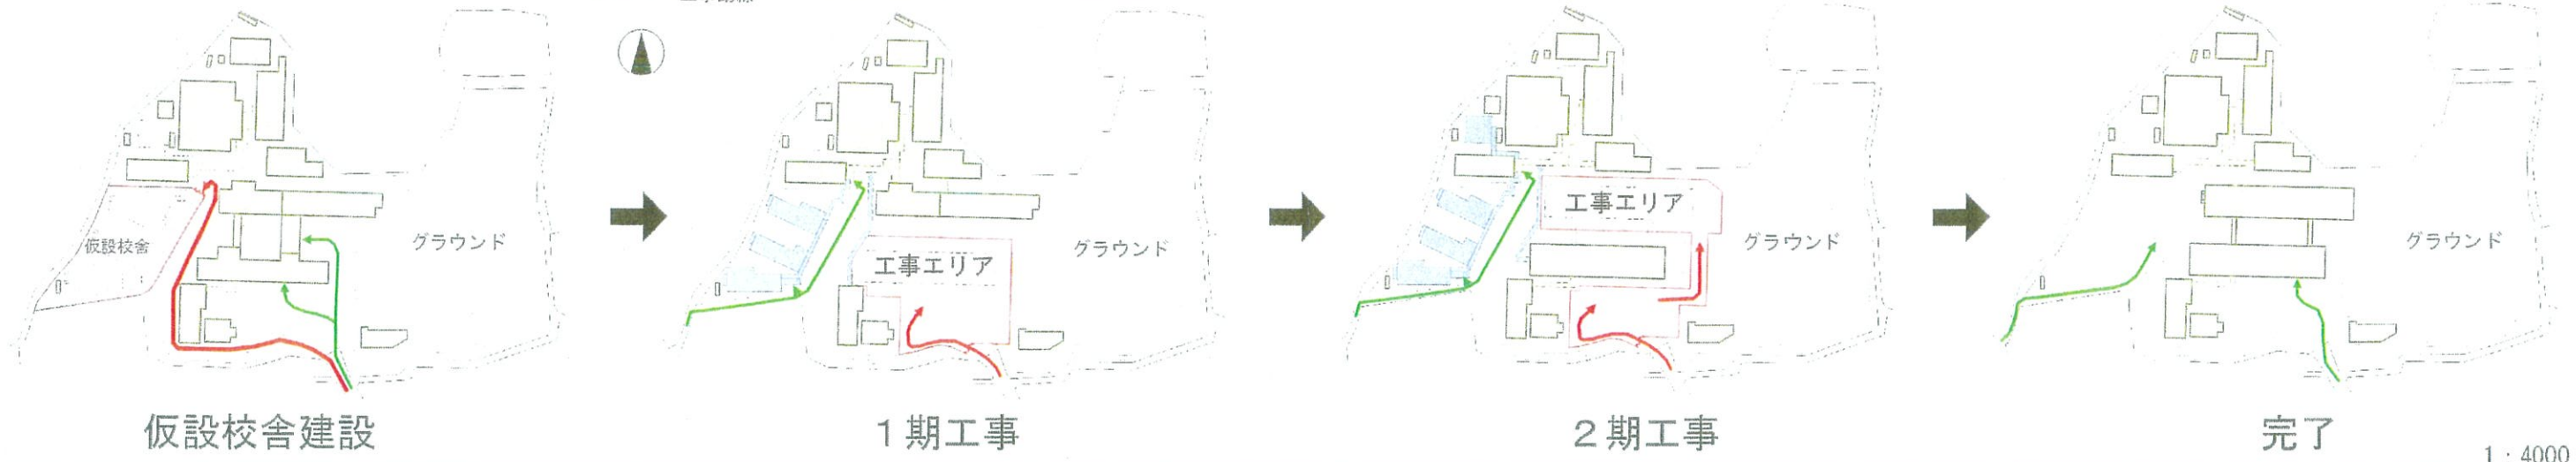 仮設校舎
グラウンド
仮設校舎建設
工事エリア
グラウンド
1期工事
工事エリア
グラウンド
2期工事
グラウンド
完了
1:4000